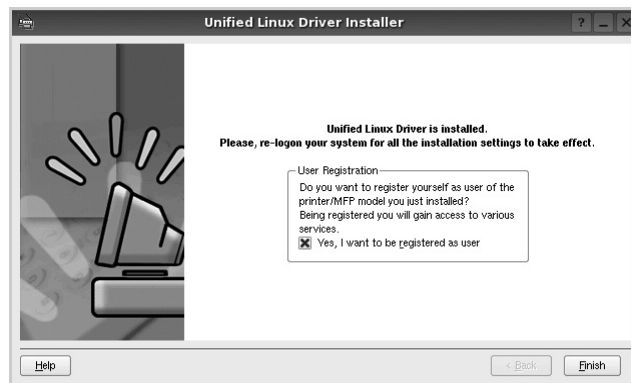 Unified Linux Driver Installer
Unified Linux Driver is installed.
Please, re-logon your system for all the installation settings to take effect.
User Registration
Do you want to register yourself as user of the
printer/MFP model you just installed?
Being registered you will gain access to various
services.
Yes, I want to be registered as user
Help
< Back
Finish